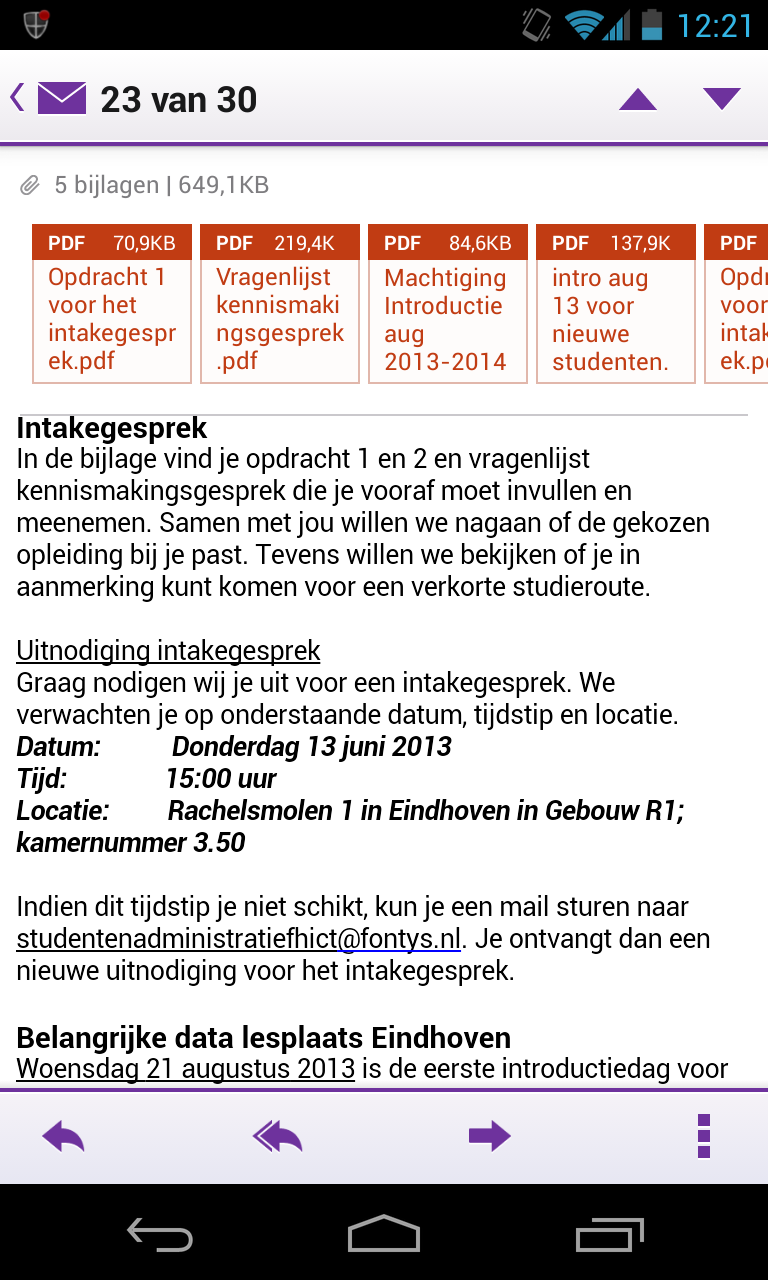 12:21
23 van 30
5 bijlagen | 649,1KB
PDF 70,9KB
Opdracht 1
voor het
intakegespr
ek.pdf
PDF 219,4K
Vragenlijst
kennismaki
ngsgesprek
.pdf
PDF 84,6KB
Machtiging
Introductie
aug
2013-2014
PDF 137,9K
intro aug
13 voor
nieuwe
studenten.
PDF
Opdr
voor
intak
ek.p
Intakegesprek
In de bijlage vind je opdracht 1 en 2 en vragenlijst
kennismakingsgesprek die je vooraf moet invullen en
meenemen. Samen met jou willen we nagaan of de gekozen
opleiding bij je past. Tevens willen we bekijken of je in
aanmerking kunt komen voor een verkorte studieroute.
Uitnodiging intakegesprek
Graag nodigen wij je uit voor een intakegesprek. We
verwachten je op onderstaande datum, tijdstip en locatie.
Datum: Donderdag 13 juni 2013
Tijd: 15:00 uur
Locatie: Rachelsmolen 1 in Eindhoven in Gebouw R1;
kamernummer 3.50
Indien dit tijdstip je niet schikt, kun je een mail sturen naar
studentenadministratiefhict@fontys.nl. Je ontvangt dan een
nieuwe uitnodiging voor het intakegesprek.
Belangrijke data lesplaats Eindhoven
Woensdag 21 augustus 2013 is de eerste introductiedag voor